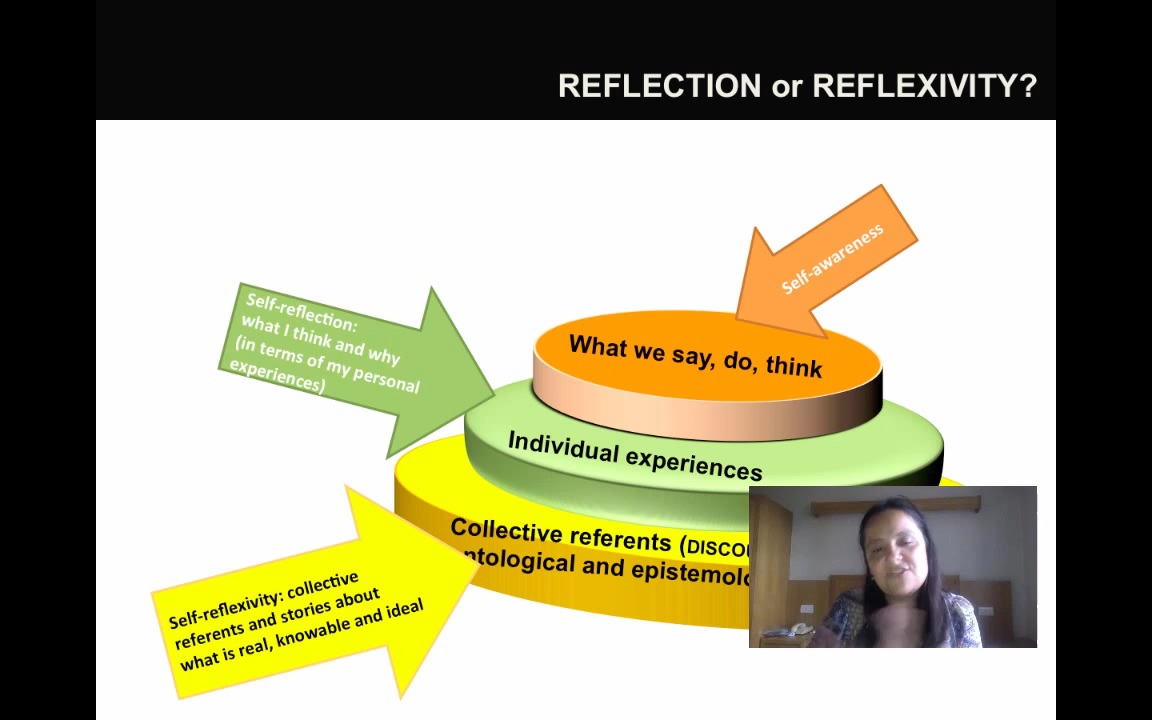 REFLECTION or REFLEXIVITY?
Self-awareness
Self-reflection:
what I think and why
(in terms of my personal
experiences)
What we say, do, think
Individual experiences
Collective referents (DISCOU
ntological and epistemolo
Self-reflexivity: collective
referents and stories about
what is real, knowable and ideal